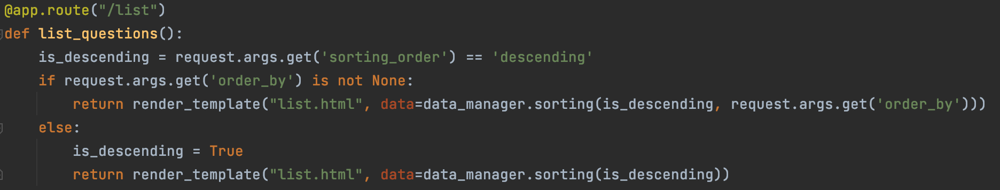 @app.route("/list")
def list_questions():
    is_descending = request.args.get('sorting_order') == 'descending'
    if request.args.get('order_by') is not None:
        return render_template("list.html", data=data_manager.sorting(is_descending, request.args.get('order_by')))
    else:
        is_descending = True
        return render_template("list.html", data=data_manager.sorting(is_descending))